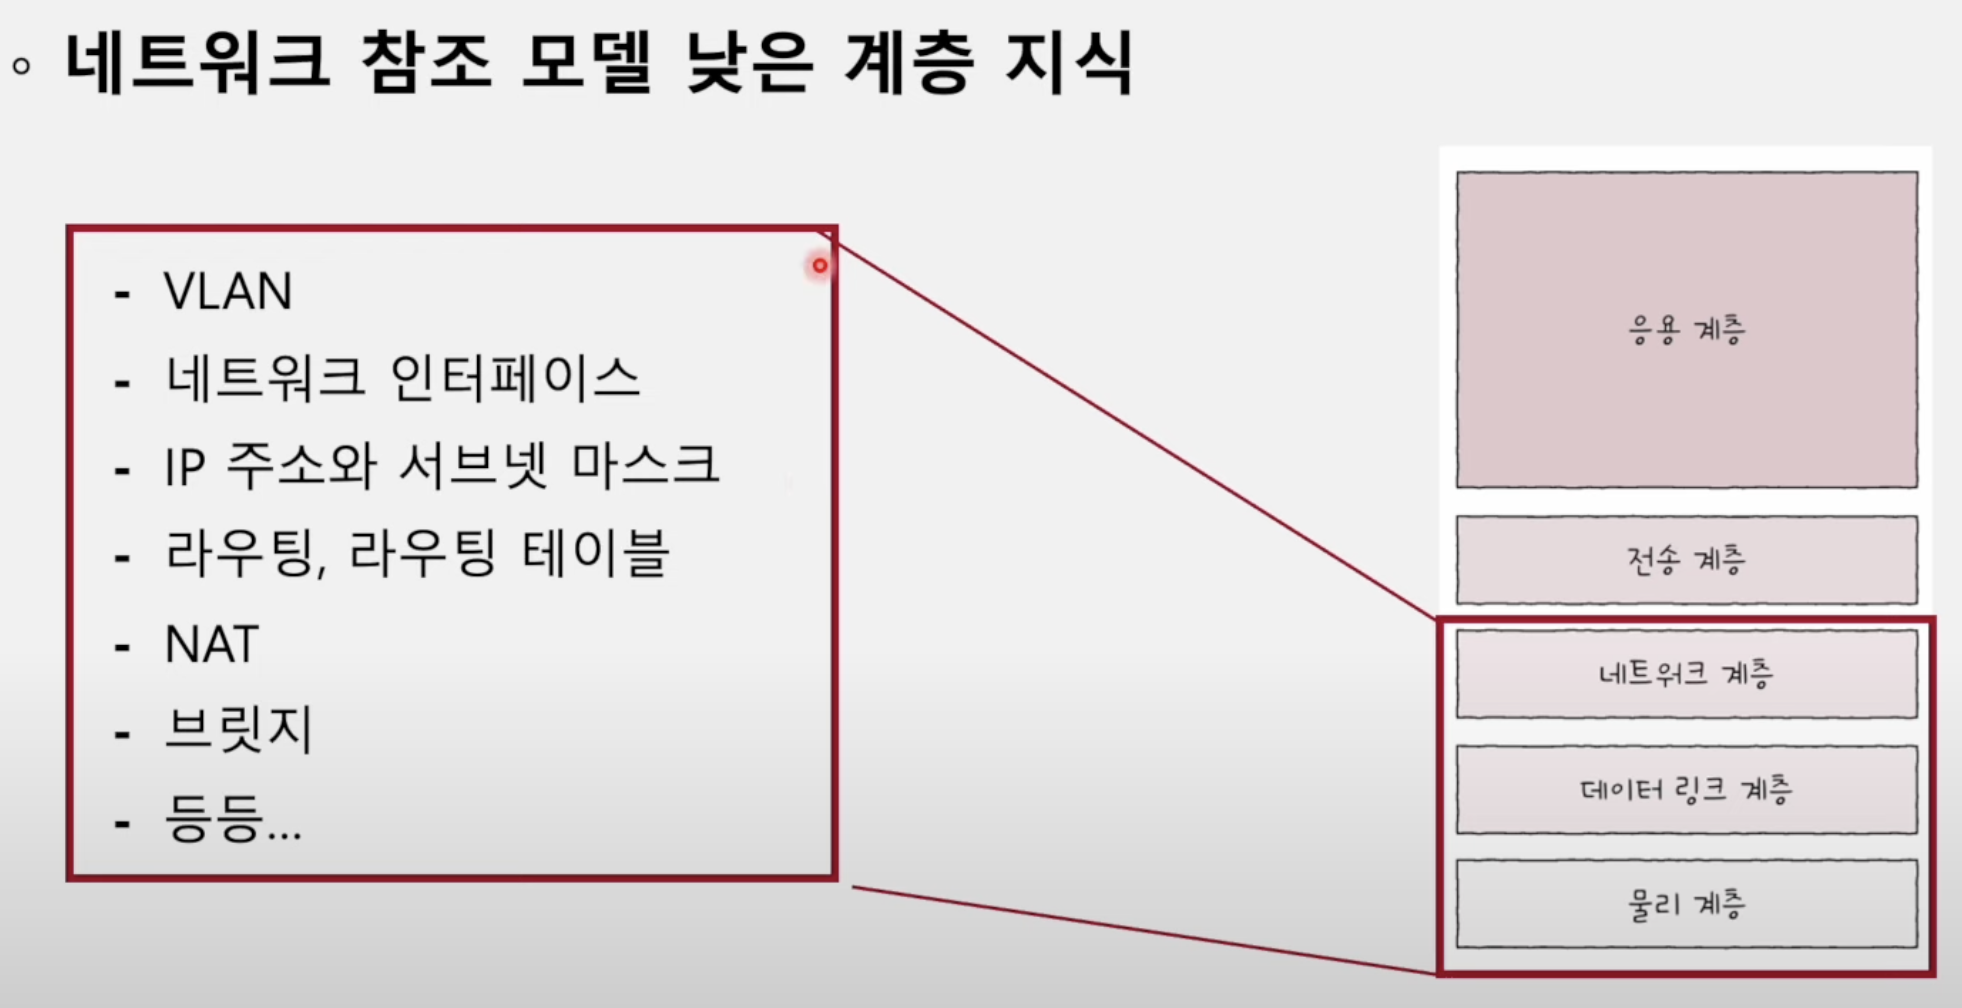 ◦ 네트워크 참조 모델 낮은 계층 지식
- VLAN
- 네트워크 인터페이스
- IP 주소와 서브넷 마스크
- 라우팅, 라우팅 테이블
- NAT
- 브릿지
- 등등...
응용 계층
전송 계층
네트워크 계층
데이터 링크 계층
물리 계층